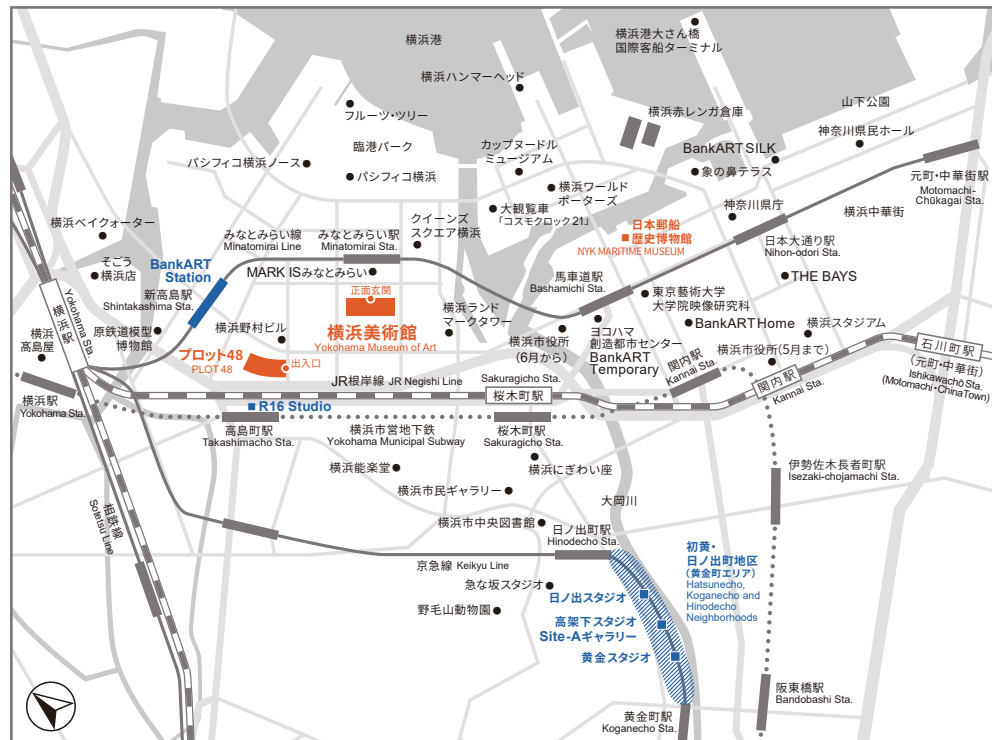 横浜港
横浜港大さん橋
国際客船ターミナル
横浜ハンマーヘッド
フルーツ・ツリー
横浜赤レンガ倉庫
山下公園
神奈川県民ホール
臨港パーク
カップヌードル
ミュージアム
BankART SILK
パシフィコ横浜ノース
パシフィコ横浜
象の鼻テラス
元町・中華街駅
Motomachi-
Chūkagai Sta.
横浜ワールド
ポーターズ
大観覧車
「コスモクロック21」
神奈川県庁
横浜中華街
クイーンズ
スクエア横浜
日本郵船
歴史博物館
NYK MARITIME MUSEUM
横浜ベイクォーター
みなとみらい線
Minatomirai Line
みなとみらい駅
Minatomirai Sta.
日本大通り駅
Nihon-odori Sta.
そごう
横浜店
BankART
Station
MARK ISみなとみらい
馬車道駅
Bashamichi Sta.
THE BAYS
新高島駅
Shintakashima Sta.
正面玄関
横浜美術館
Yokohama Museum of Art
東京藝術大学
大学院映像研究科
横浜駅
Yokohama Sta.
横浜
髙島屋
原鉄道模型
博物館
横浜野村ビル
横浜ランド
マークタワー
横浜市役所
(6月から)
ヨコハマ
創造都市センター
BankART
Temporary
BankART Home
横浜スタジアム
横浜市役所(5月まで)
プロット48
PLOT 48
出入口
関内駅
Kannai Sta.
関内駅
Kannai Sta.
石川町駅
(元町・中華街)
Ishikawachō Sta.
(Motomachi・ChinaTown)
横浜駅
Yokohama Sta.
JR根岸線 JR Negishi Line
Sakuragicho Sta.
桜木町駅
R16 Studio
高島町駅
Takashimacho Sta.
横浜市営地下鉄
Yokohama Municipal Subway
桜木町駅
Sakuragicho Sta.
横浜能楽堂
横浜にぎわい座
横浜市民ギャラリー
伊勢佐木長者町駅
Isezaki-chojamachi Sta.
大岡川
相鉄線
Sotetsu Line
横浜市中央図書館
日ノ出町駅
Hinodecho Sta.
京急線 Keikyu Line
初黄・
日ノ出町地区
(黄金町エリア)
Hatsunecho,
Koganecho and
Hinodecho
Neighborhoods
急な坂スタジオ
日ノ出スタジオ
野毛山動物園
高架下スタジオ
Site-Aギャラリー
黄金スタジオ
阪東橋駅
Bandobashi Sta.
黄金町駅
Koganecho Sta.